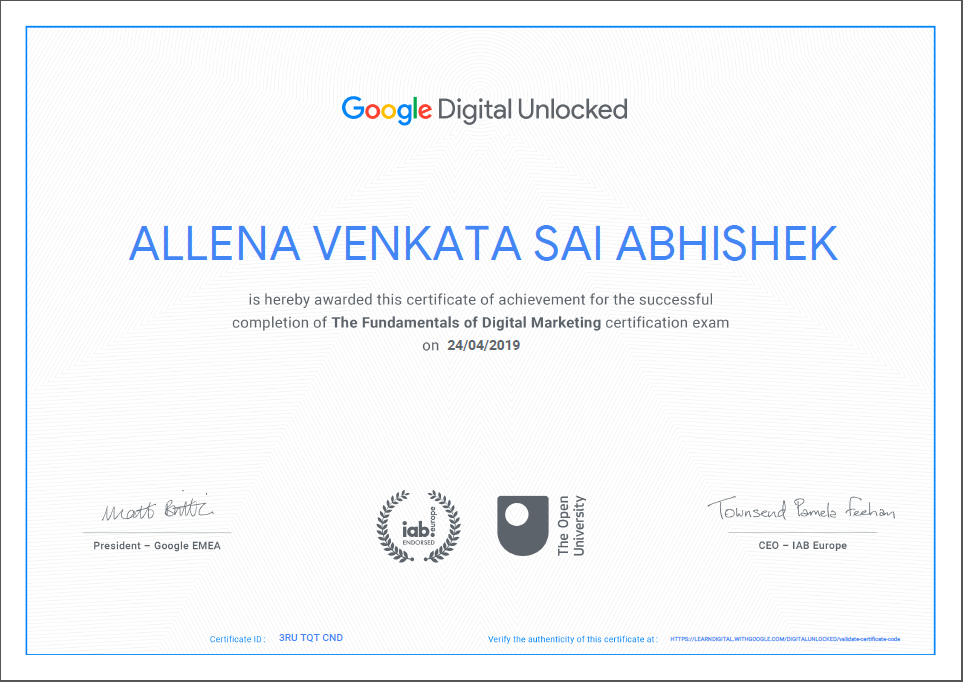 Google Digital Unlocked
ALLENA VENKATA SAI ABHISHEK
is hereby awarded this certificate of achievement for the successful
completion of The Fundamentals of Digital Marketing certification exam
on 24/04/2019
Matt Brittin
President – Google EMEA
iab.europe
ENDORSED
The Open
University
Townsend Pamela Feehan
CEO – IAB Europe
Certificate ID : 3RU TQT CND
Verify the authenticity of this certificate at : HTTPS://LEARNDIGITAL.WITHGOOGLE.COM/DIGITALUNLOCKED/validate-certificate-code